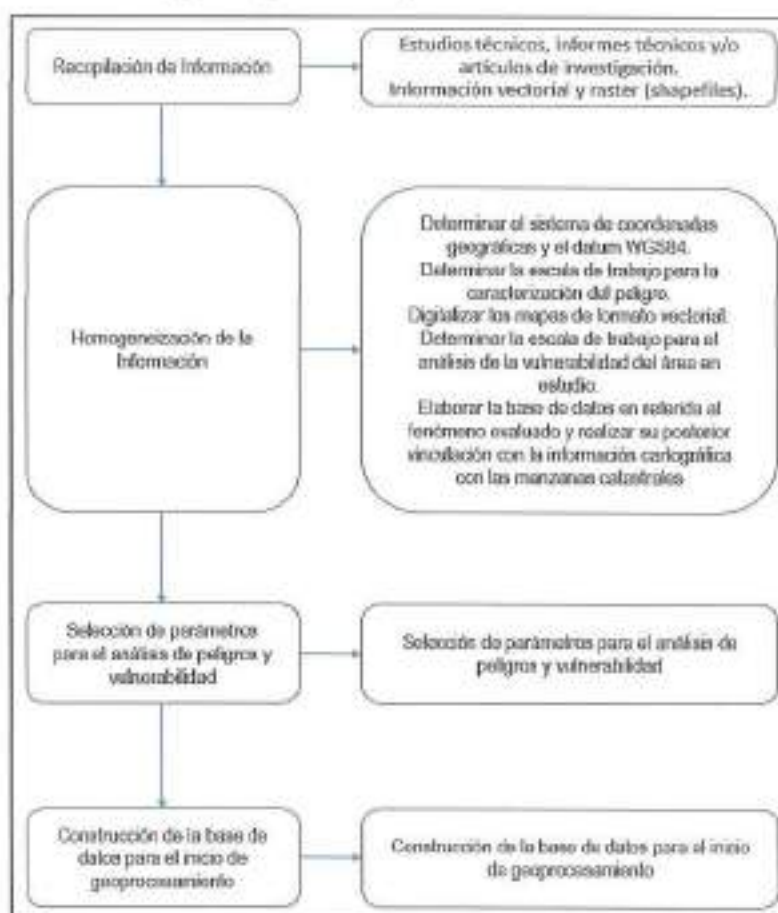 Recopilación de Información
Estudios técnicos, informes técnicos y/o
artículos de investigación.
Información vectorial y raster (shapefiles).
Homogeneización de la
Información
Determinar el sistema de coordenadas
geográficas y el datum WGS84.
Determinar la escala de trabajo para la
caracterización del peligro.
Digitalizar los mapas de formato vectorial.
Determinar la escala de trabajo para el
análisis de la vulnerabilidad del área en
estudio.
Elaborar la base de datos en referida al
fenómeno evaluado y realizar su posterior
vinculación con la información cartográfica
con las manzanas catastrales
Selección de parámetros
para el análisis de peligros y
vulnerabilidad
Selección de parámetros para el análisis de
peligros y vulnerabilidad
Construcción de la base de
datos para el inicio de
geoprocesamiento
Construcción de la base de datos para el inicio
de geoprocesamiento